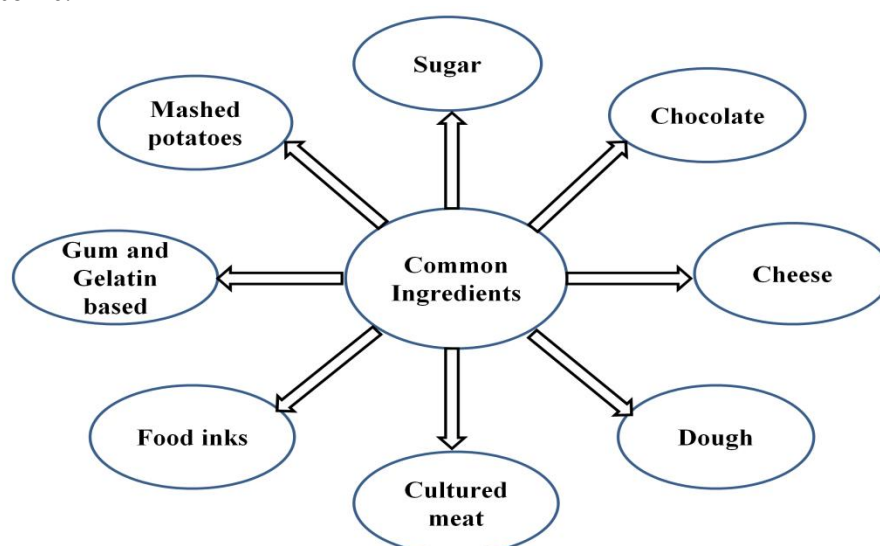 Sugar
Mashed
potatoes
Chocolate
Gum and
Gelatin
based
Common
Ingredients
Cheese
Food inks
Dough
Cultured
meat